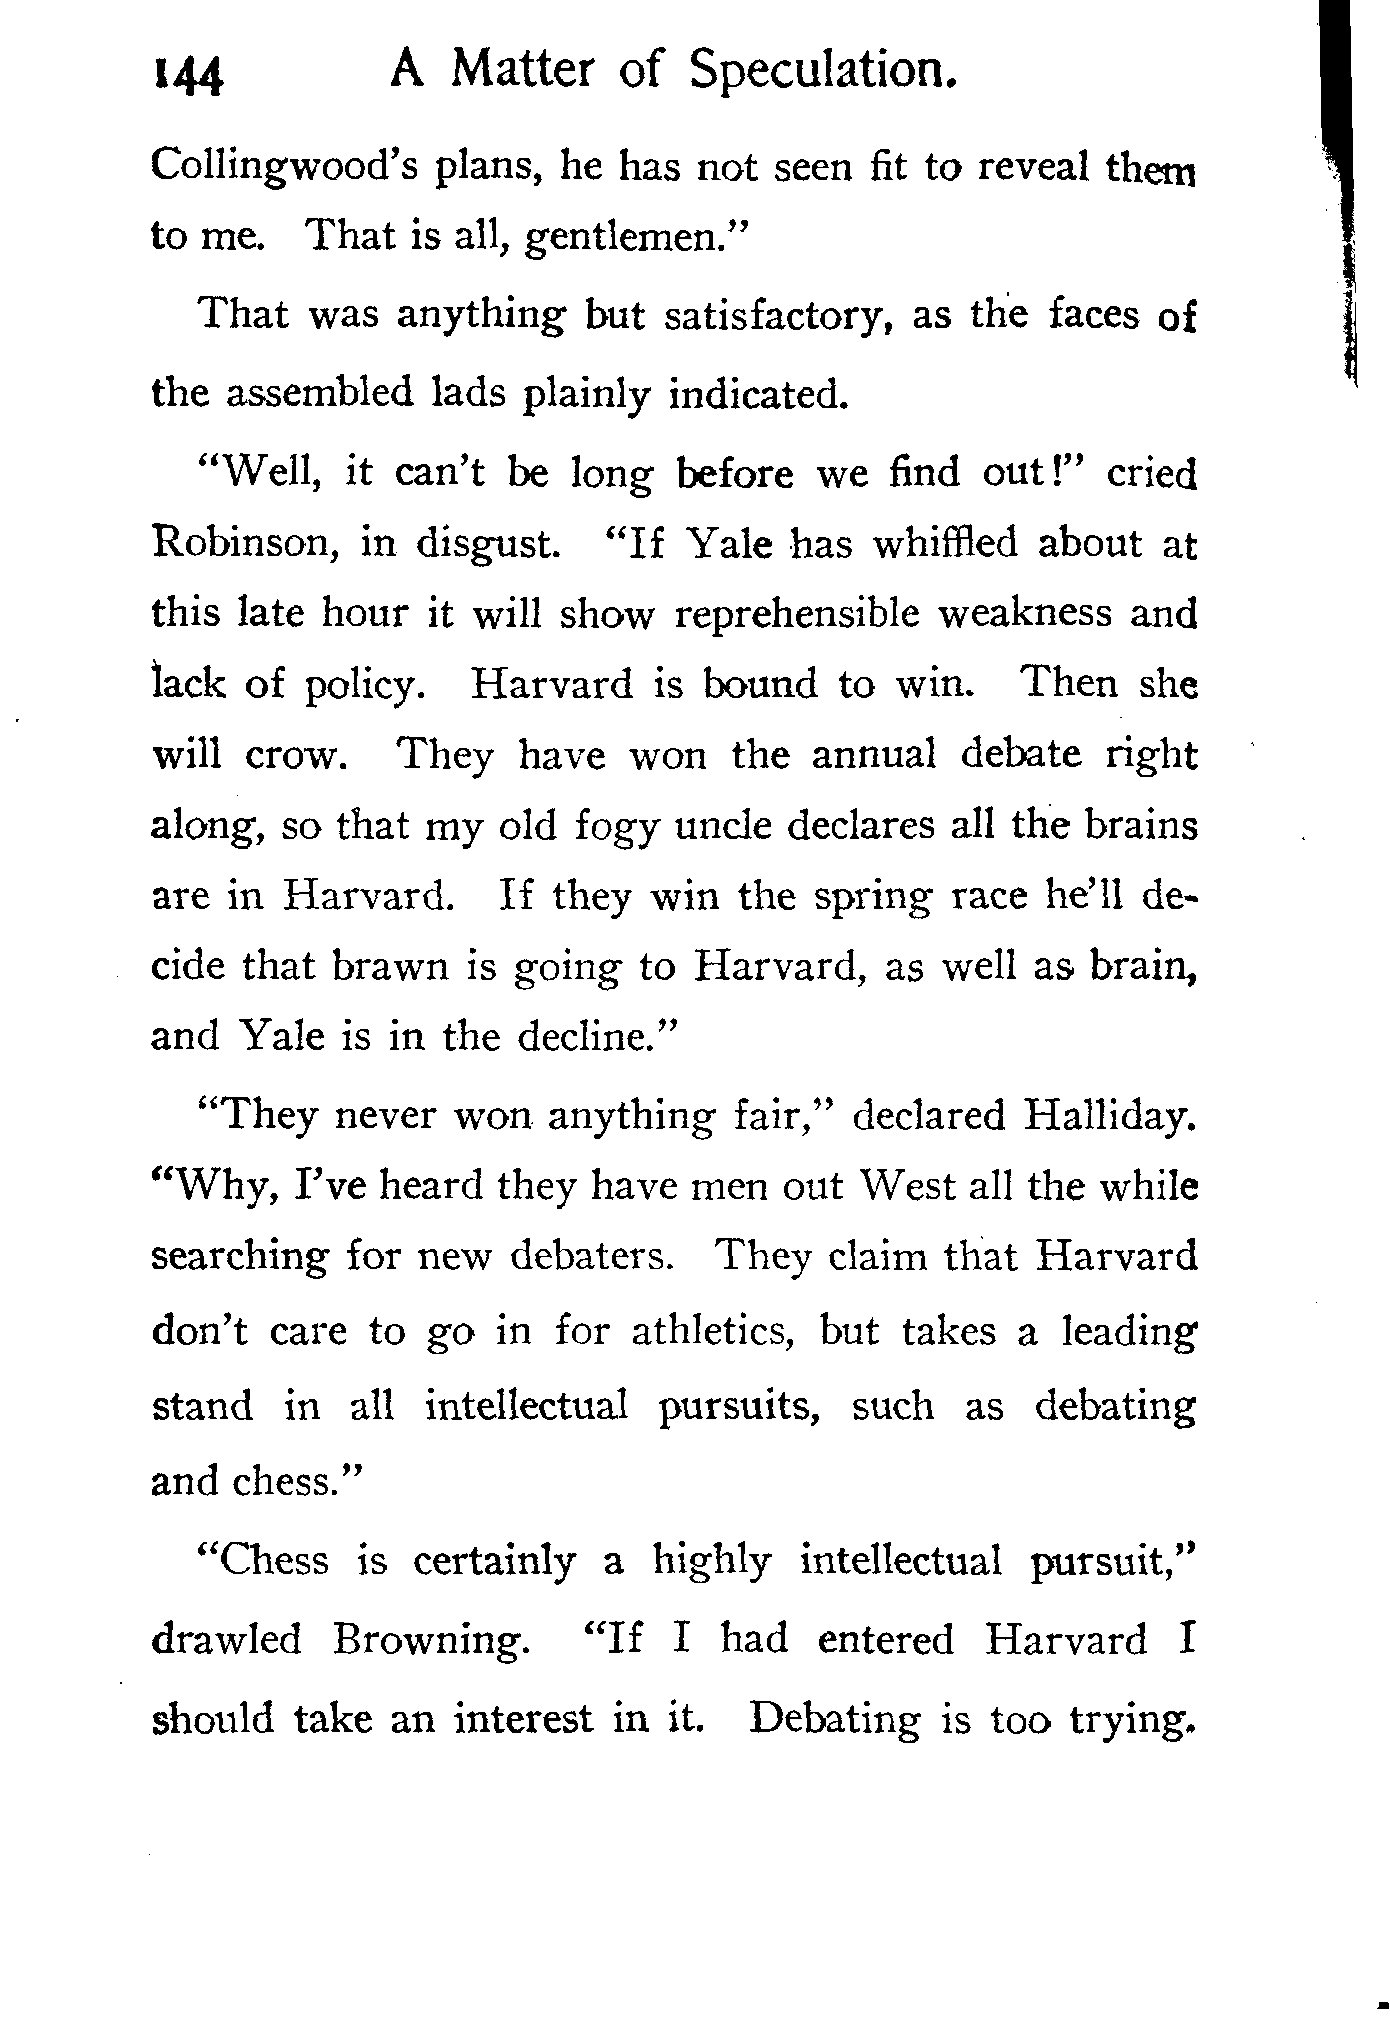 144 A Matter of Speculation.
Collingwood's plans, he has not seen fit to reveal them
to me. That is all, gentlemen."
That was anything but satisfactory, as the faces of
the assembled lads plainly indicated.
"Well, it can't be long before we find out!" cried
Robinson, in disgust. "If Yale has whiffled about at
this late hour it will show reprehensible weakness and
lack of policy. Harvard is bound to win. Then she
will crow. They have won the annual debate right
along, so that my old fogy uncle declares all the brains
are in Harvard. If they win the spring race he'll de-
cide that brawn is going to Harvard, as well as brain,
and Yale is in the decline."
"They never won anything fair," declared Halliday.
"Why, I've heard they have men out West all the while
searching for new debaters. They claim that Harvard
don't care to go in for athletics, but takes a leading
stand in all intellectual pursuits, such as debating
and chess."
"Chess is certainly a highly intellectual pursuit,"
drawled Browning. "If I had entered Harvard I
should take an interest in it. Debating is too trying.